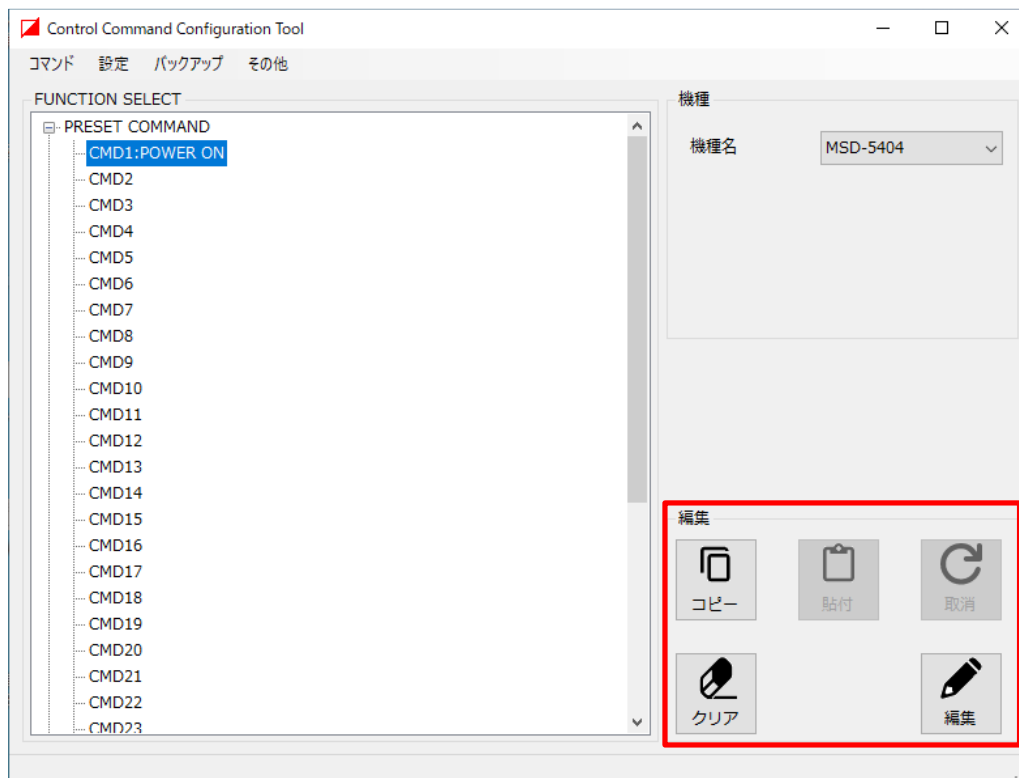 Control Command Configuration Tool
コマンド 設定 バックアップ その他
FUNCTION SELECT
PRESET COMMAND
CMD1:POWER ON
CMD2
CMD3
CMD4
CMD5
CMD6
CMD7
CMD8
CMD9
CMD10
CMD11
CMD12
CMD13
CMD14
CMD15
CMD16
CMD17
CMD18
CMD19
CMD20
CMD21
CMD22
CMD23
機種
機種名 MSD-5404
編集
コピー 貼付 取消
クリア 編集